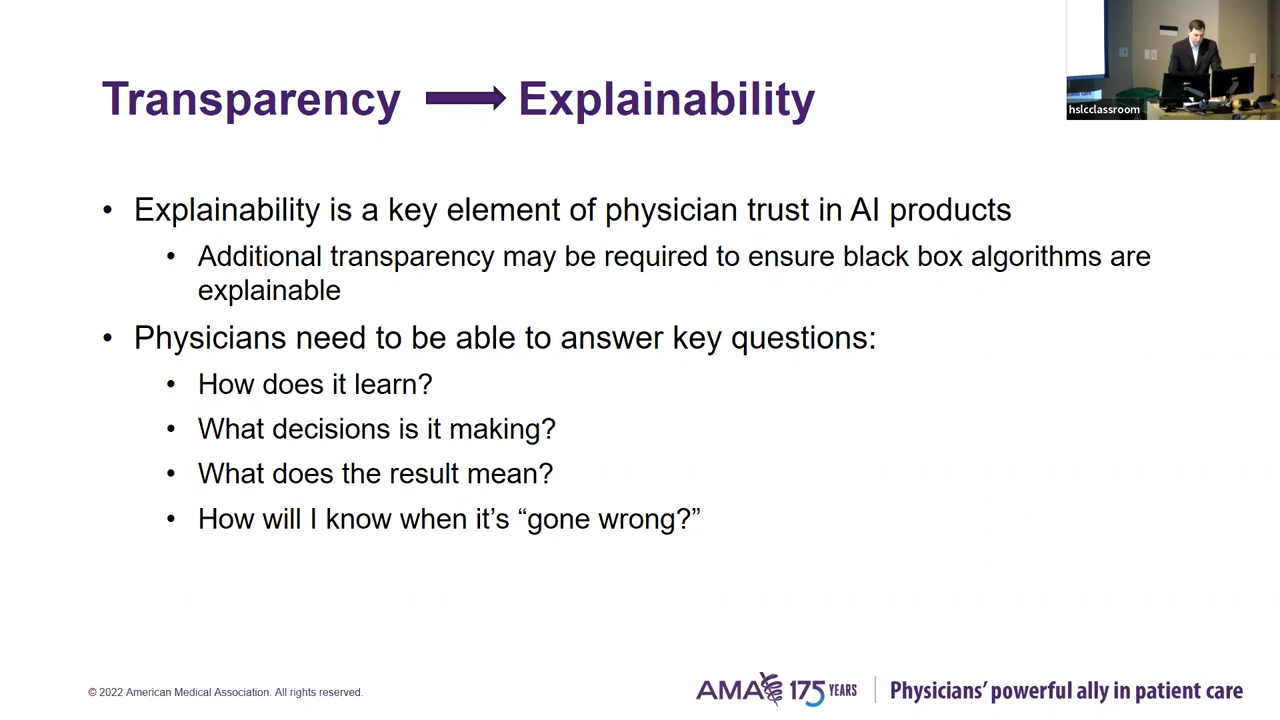 Transparency Explainability
hslcclassroom
• Explainability is a key element of physician trust in AI products
• Additional transparency may be required to ensure black box algorithms are
explainable
• Physicians need to be able to answer key questions:
• How does it learn?
• What decisions is it making?
• What does the result mean?
• How will I know when it’s “gone wrong?”
© 2022 American Medical Association. All rights reserved.
AMA 175 YEARS
Physicians’ powerful ally in patient care